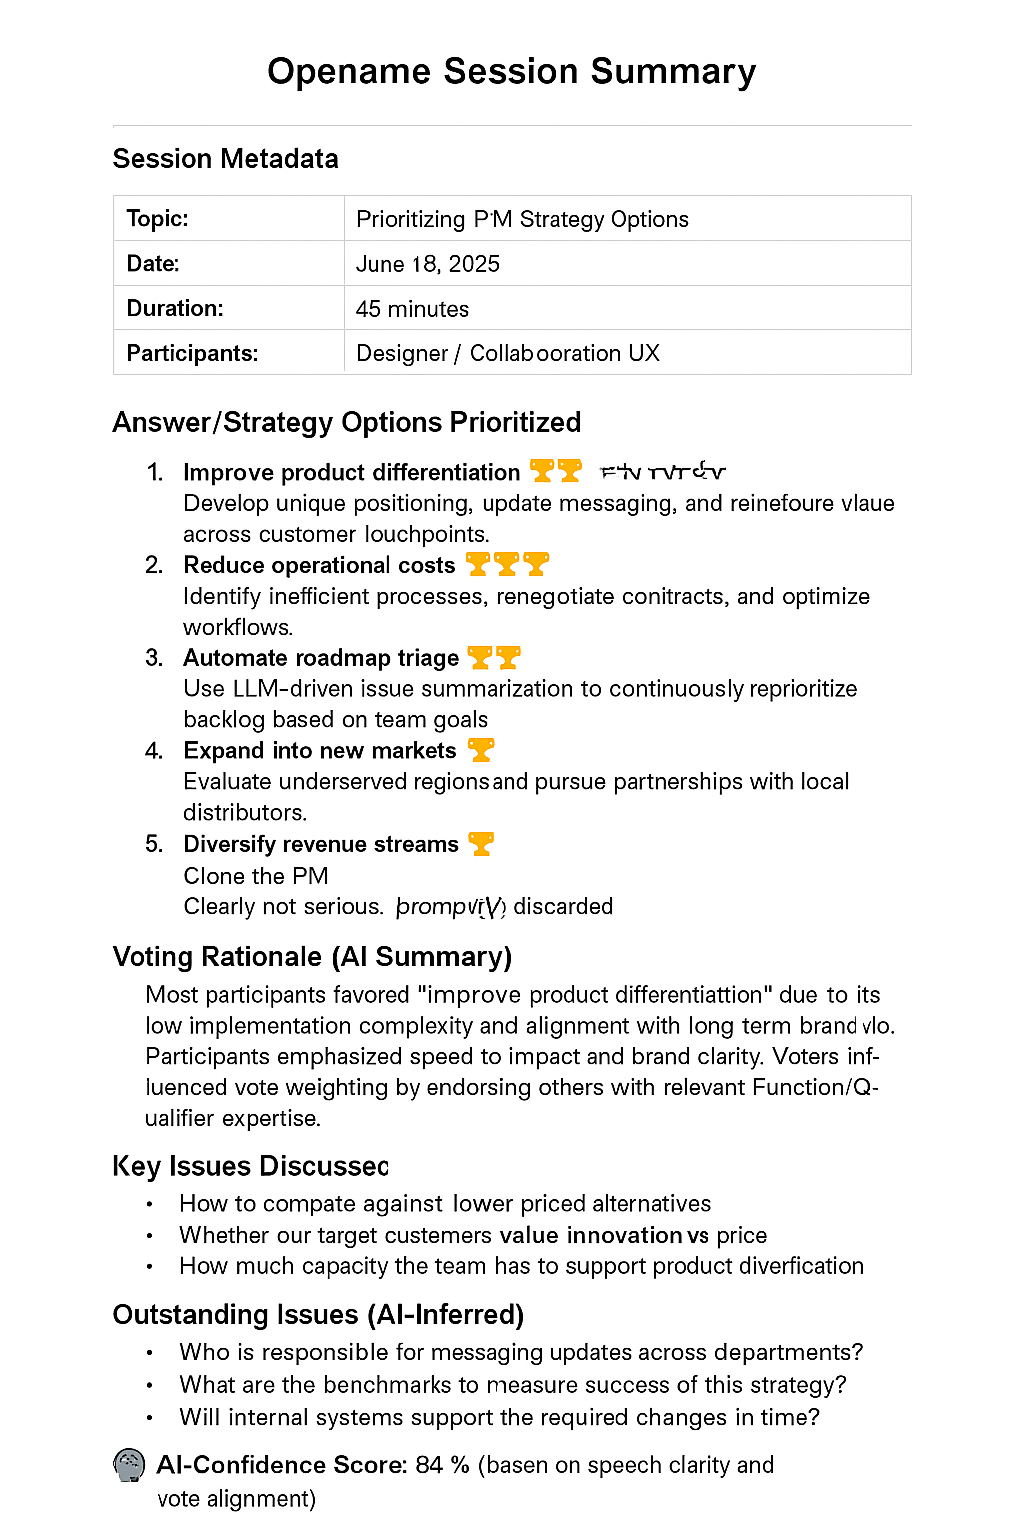 Opename Session Summary
Session Metadata
Topic: Prioritizing P'M Strategy Options
Date: June 18, 2025
Duration: 45 minutes
Participants: Designer / Collabooration UX
Answer/Strategy Options Prioritized
1. Improve product differentiation
Develop unique positioning, update messaging, and reinefoure vlaue
across customer louchpoints.
2. Reduce operational costs
Identify inefficient processes, renegotiate conitracts, and optimize
workflows.
3. Automate roadmap triage
Use LLM-driven issue summarization to continuously reprioritize
backlog based on team goals
4. Expand into new markets
Evaluate underserved regions and pursue partnerships with local
distributors.
5. Diversify revenue streams
Clone the PM
Clearly not serious. discarded
Voting Rationale (AI Summary)
Most participants favored "improve product differentiattion" due to its
low implementation complexity and alignment with long term brand vlo.
Participants emphasized speed to impact and brand clarity. Voters inf-
luenced vote weighting by endorsing others with relevant Function/Q-
ualifier expertise.
Key Issues Discussec
• How to compate against lower priced alternatives
• Whether our target custemers value innovation vs price
• How much capacity the team has to support product diverfication
Outstanding Issues (AI-Inferred)
• Who is responsible for messaging updates across departments?
• What are the benchmarks to measure success of this strategy?
• Will internal systems support the required changes in time?
AI-Confidence Score: 84 % (basen on speech clarity and
vote alignment)